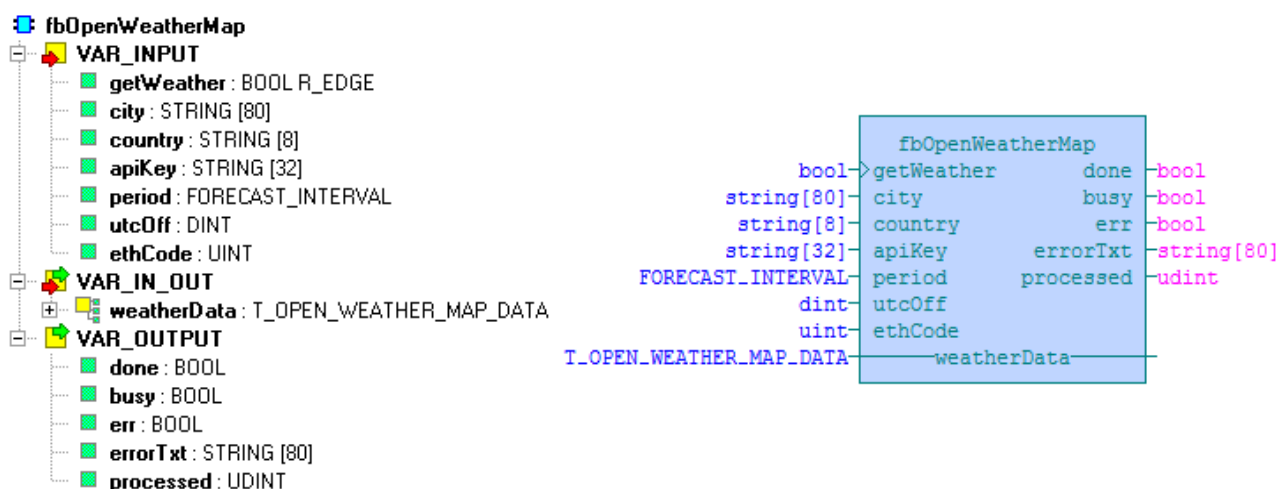 fbOpenWeatherMap
VAR_INPUT
getWeather : BOOL R_EDGE
city : STRING [80]
country : STRING [8]
apiKey : STRING [32]
period : FORECAST_INTERVAL
utcOff : DINT
ethCode : UINT
VAR_IN_OUT
weatherData : T_OPEN_WEATHER_MAP_DATA
VAR_OUTPUT
done : BOOL
busy : BOOL
err : BOOL
errorTxt : STRING [80]
processed : UDINT
fbOpenWeatherMap
bool getWeather done bool
string[80] city busy bool
string[8] country err bool
string[32] apiKey errorTxt string[80]
FORECAST_INTERVAL period processed udint
dint utcOff
uint ethCode
T_OPEN_WEATHER_MAP_DATA weatherData